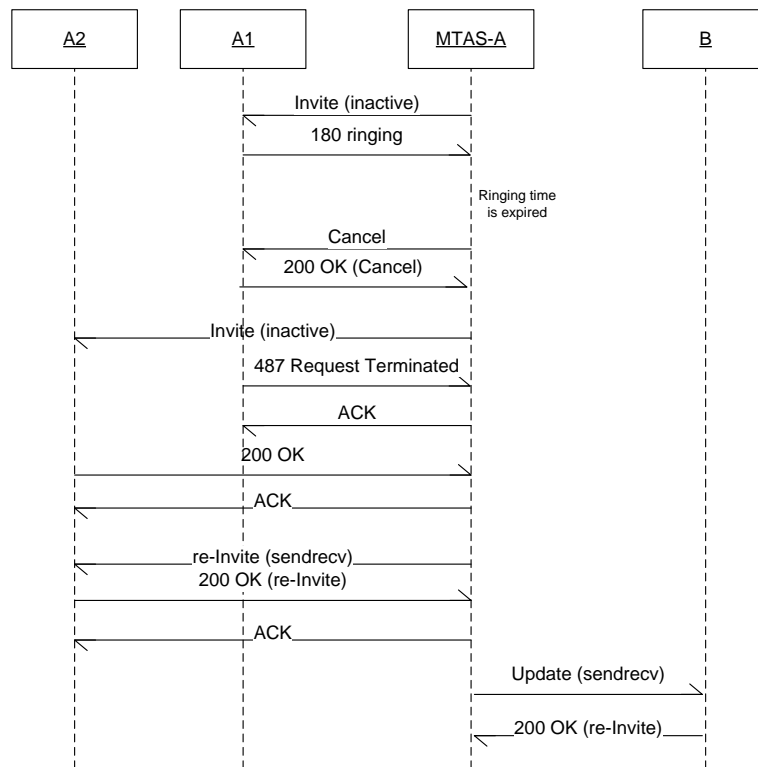 A2
A1
MTAS-A
B
Invite (inactive)
180 ringing
Ringing time
is expired
Cancel
200 OK (Cancel)
Invite (inactive)
487 Request Terminated
ACK
200 OK
ACK
re-Invite (sendrecv)
200 OK (re-Invite)
ACK
Update (sendrecv)
200 OK (re-Invite)